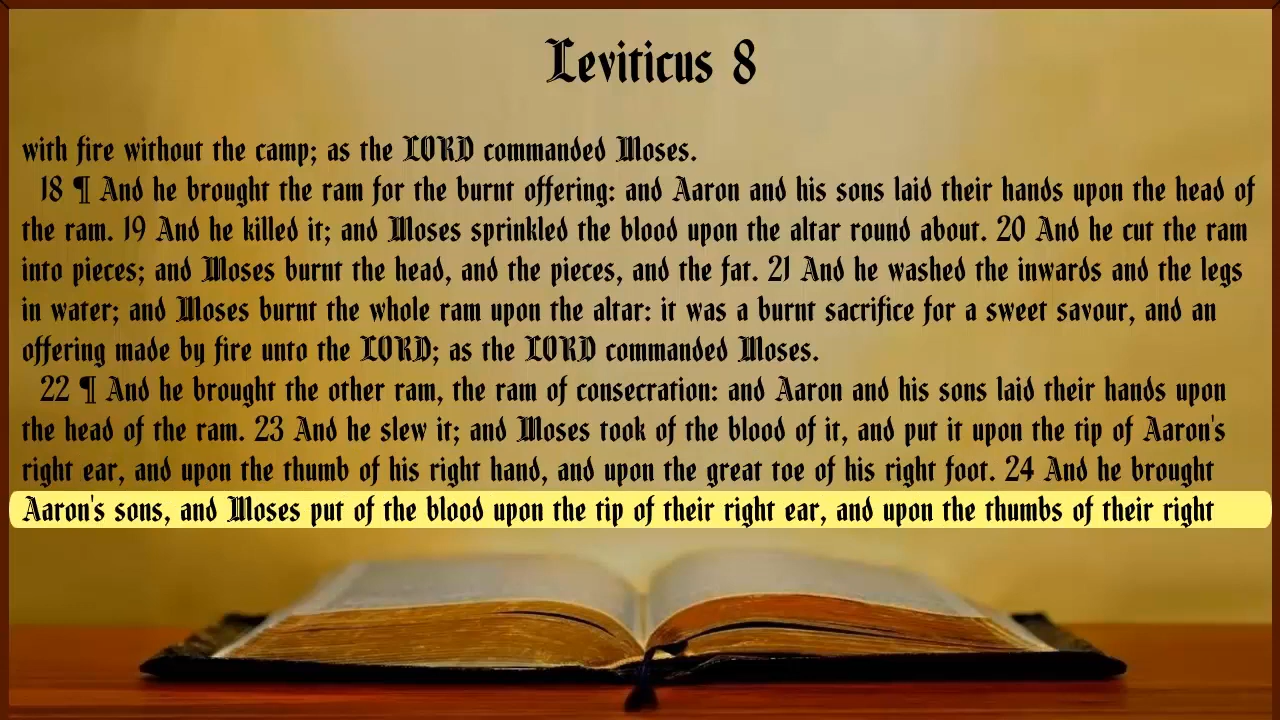 Leviticus 8
with fire without the camp; as the LORD commanded Moses.
18 ¶ And he brought the ram for the burnt offering: and Aaron and his sons laid their hands upon the head of
the ram. 19 And he killed it; and Moses sprinkled the blood upon the altar round about. 20 And he cut the ram
into pieces; and Moses burnt the head, and the pieces, and the fat. 21 And he washed the inwards and the legs
in water; and Moses burnt the whole ram upon the altar: it was a burnt sacrifice for a sweet savour, and an
offering made by fire unto the LORD; as the LORD commanded Moses.
22 ¶ And he brought the other ram, the ram of consecration: and Aaron and his sons laid their hands upon
the head of the ram. 23 And he slew it; and Moses took of the blood of it, and put it upon the tip of Aaron's
right ear, and upon the thumb of his right hand, and upon the great toe of his right foot. 24 And he brought
Aaron's sons, and Moses put of the blood upon the tip of their right ear, and upon the thumbs of their right